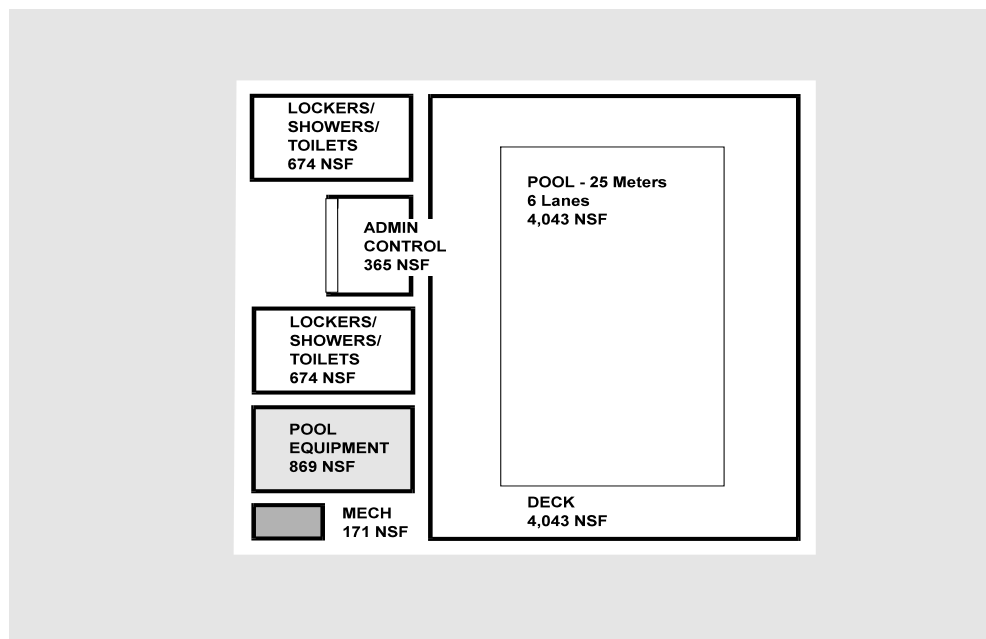 LOCKERS/
SHOWERS/
TOILETS
674 NSF
ADMIN
CONTROL
365 NSF
LOCKERS/
SHOWERS/
TOILETS
674 NSF
POOL
EQUIPMENT
869 NSF
MECH
171 NSF
POOL - 25 Meters
6 Lanes
4,043 NSF
DECK
4,043 NSF